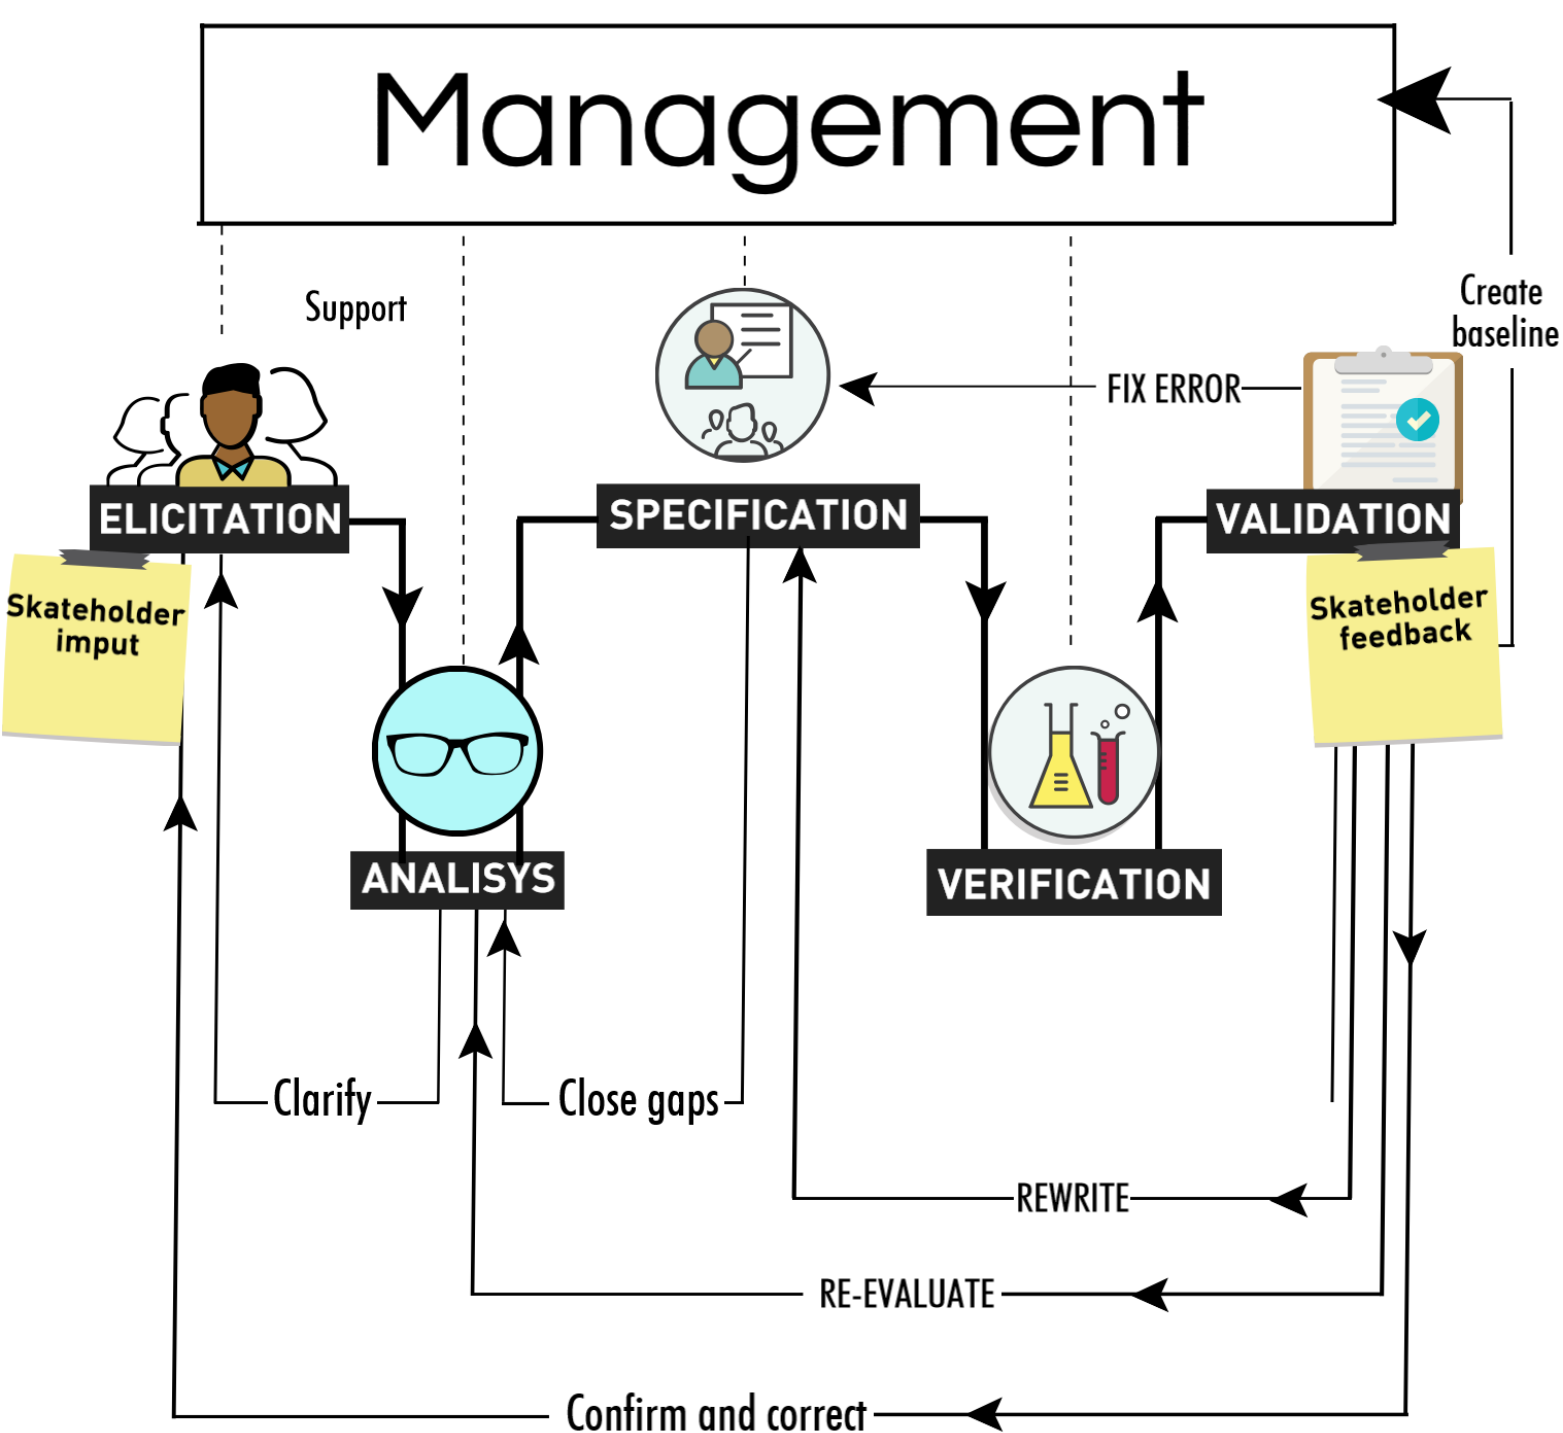 Management
Support
Create
baseline
FIX ERROR
ELICITATION
SPECIFICATION
VALIDATION
Skateholder
imput
Skateholder
feedback
ANALISYS
VERIFICATION
Clarify
Close gaps
REWRITE
RE-EVALUATE
Confirm and correct